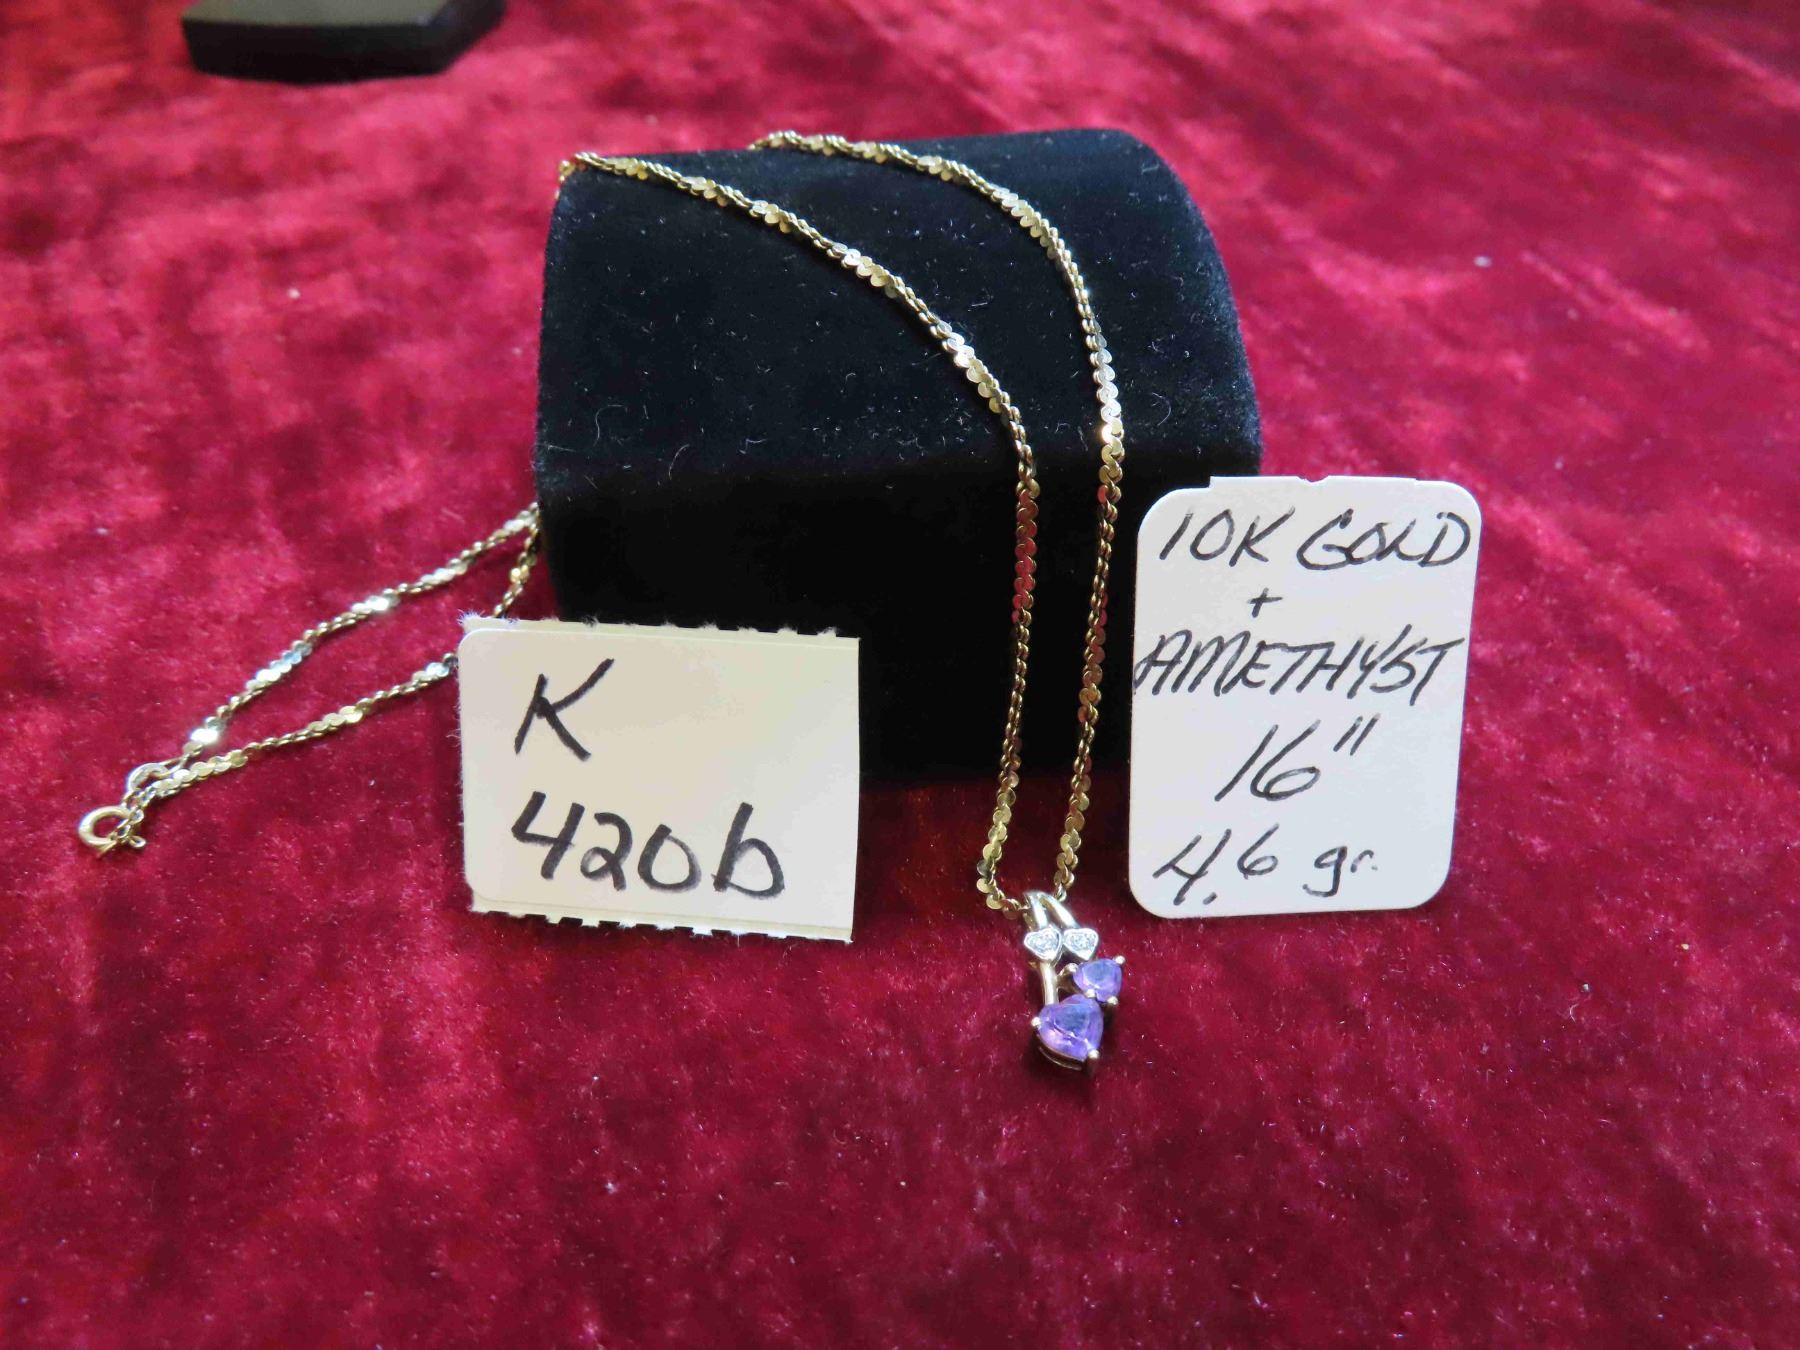 K
420b
10K GOLD
+
AMETHYST
16"
4.6 gr.